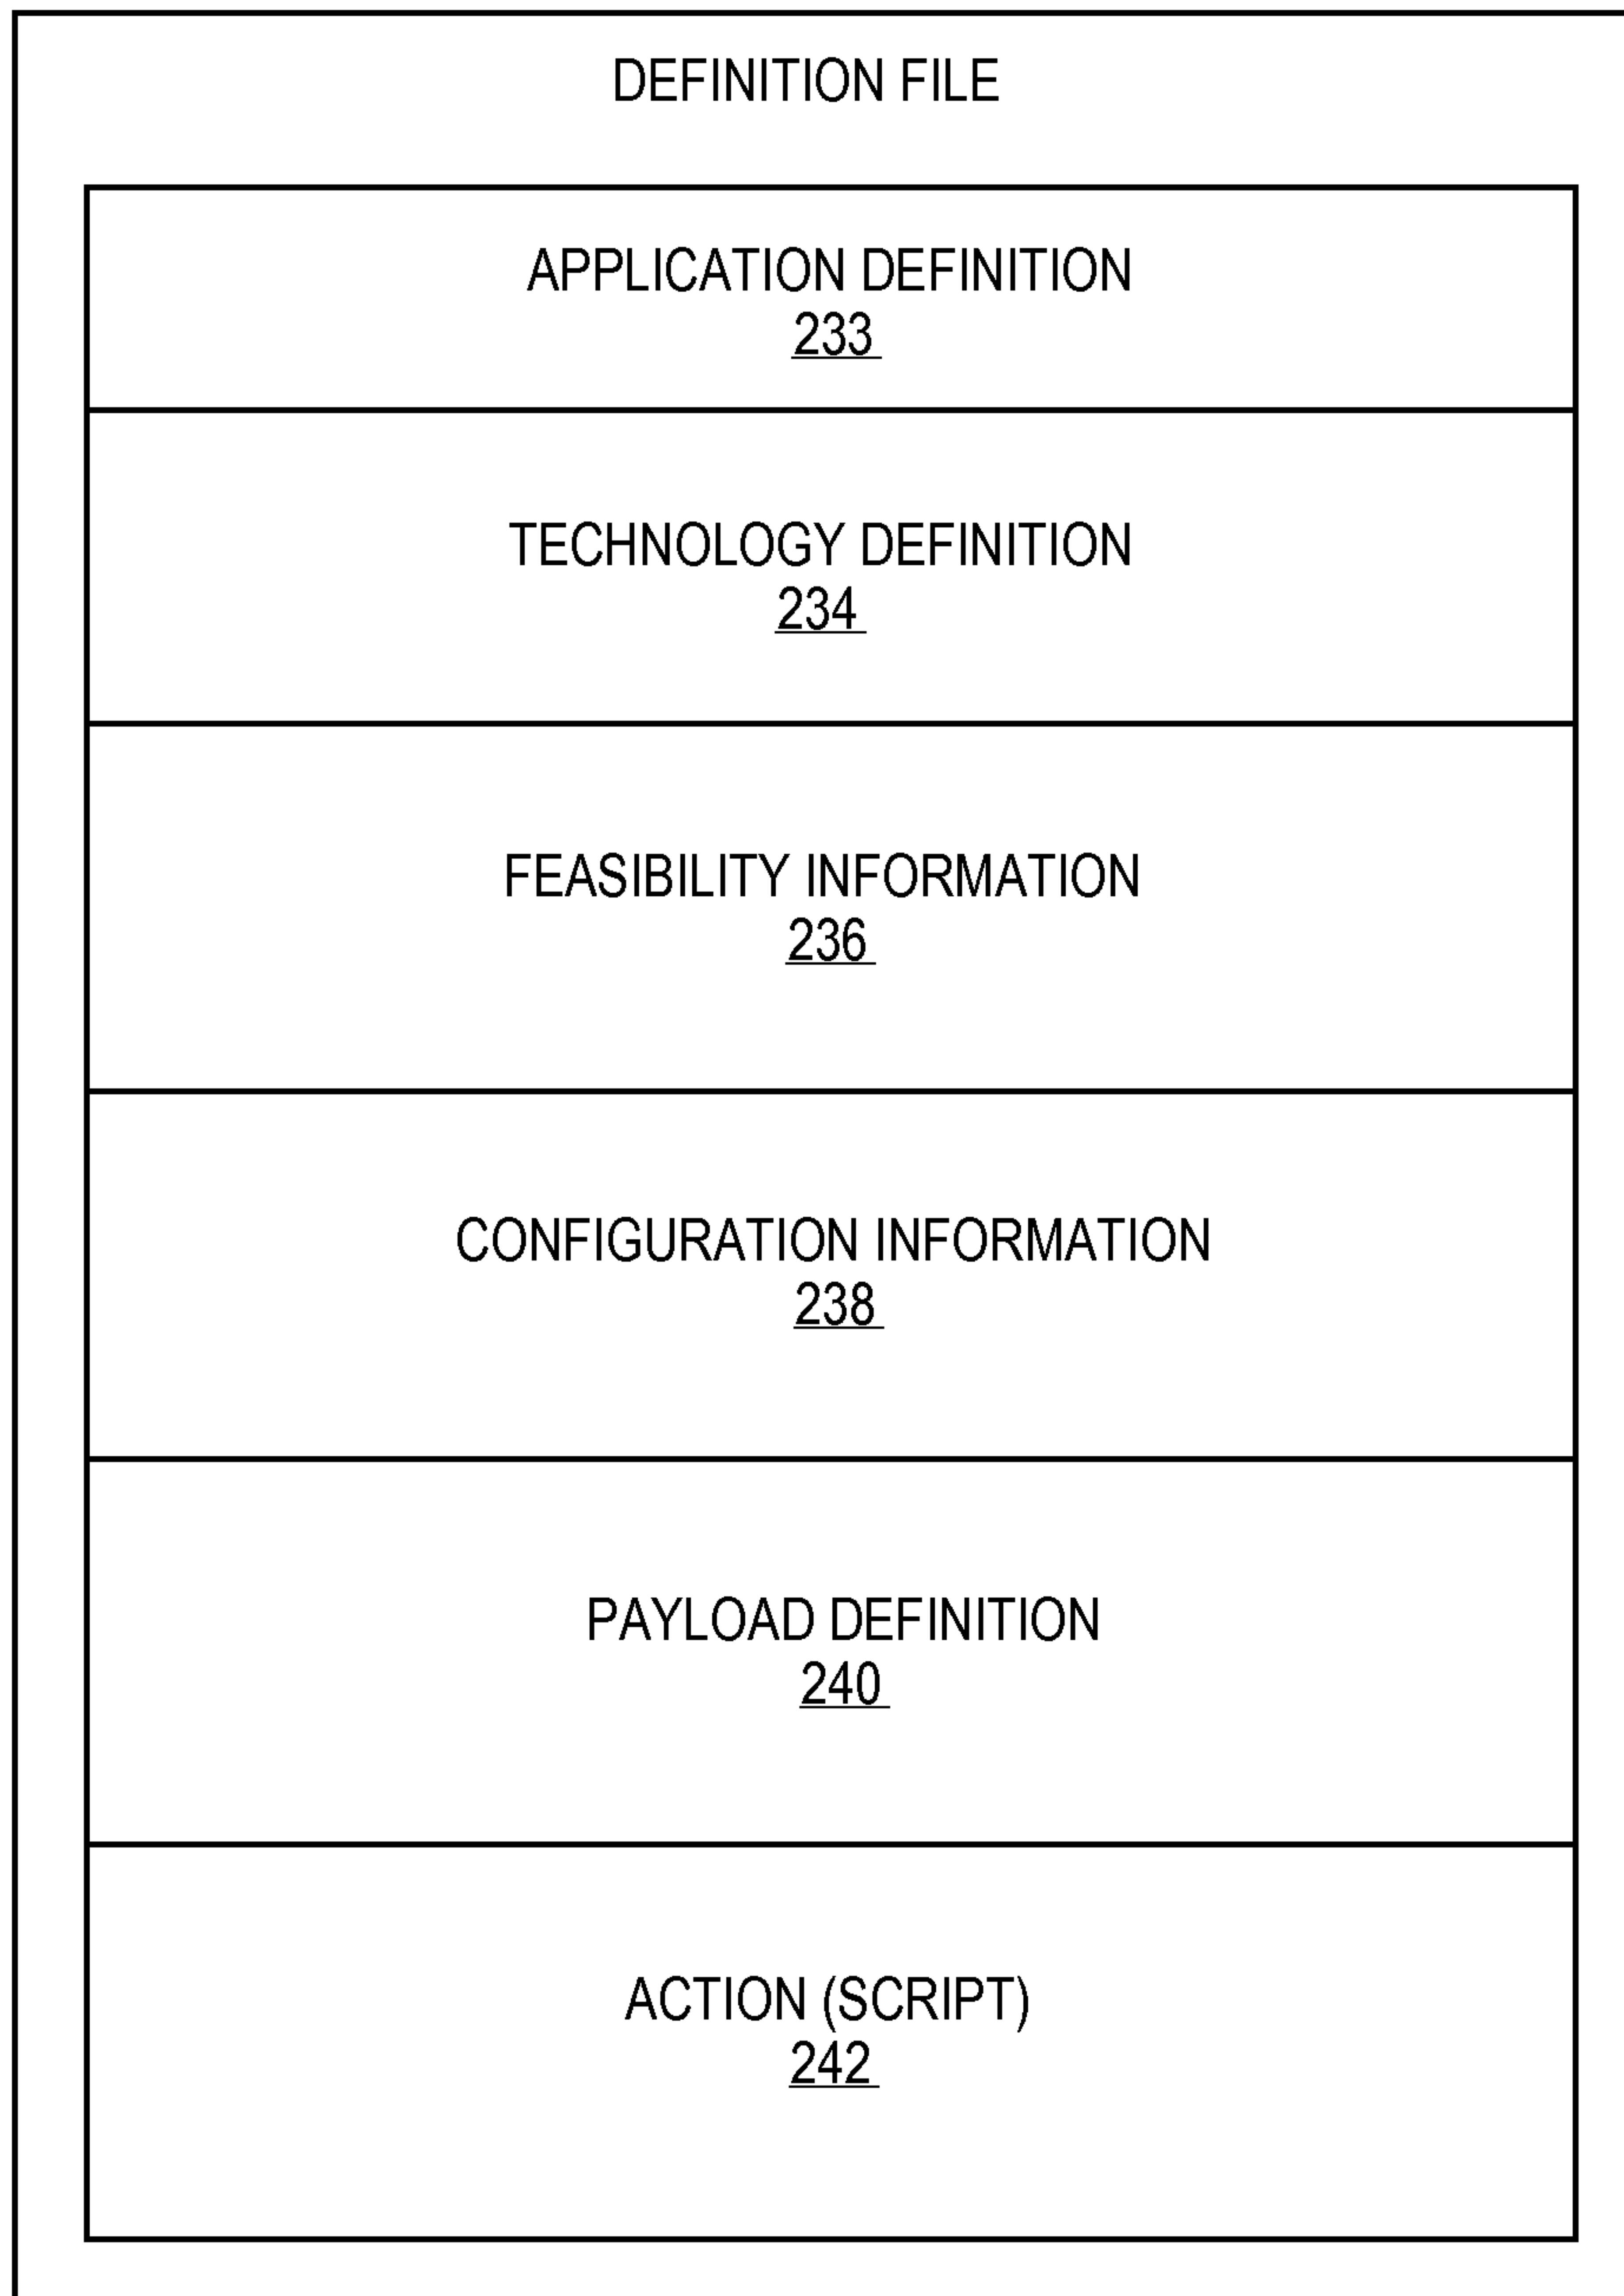 DEFINITION FILE
APPLICATION DEFINITION
233
TECHNOLOGY DEFINITION
234
FEASIBILITY INFORMATION
236
CONFIGURATION INFORMATION
238
PAYLOAD DEFINITION
240
ACTION (SCRIPT)
242